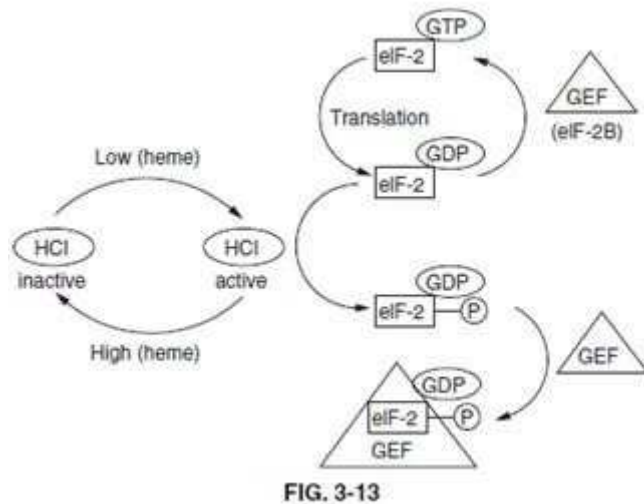 GTP
eIF-2
GEF
(eIF-2B)
Translation
GDP
eIF-2
Low (heme)
HCI
inactive
HCI
active
High (heme)
GDP
eIF-2
P
GEF
GDP
eIF-2
P
GEF
FIG. 3-13